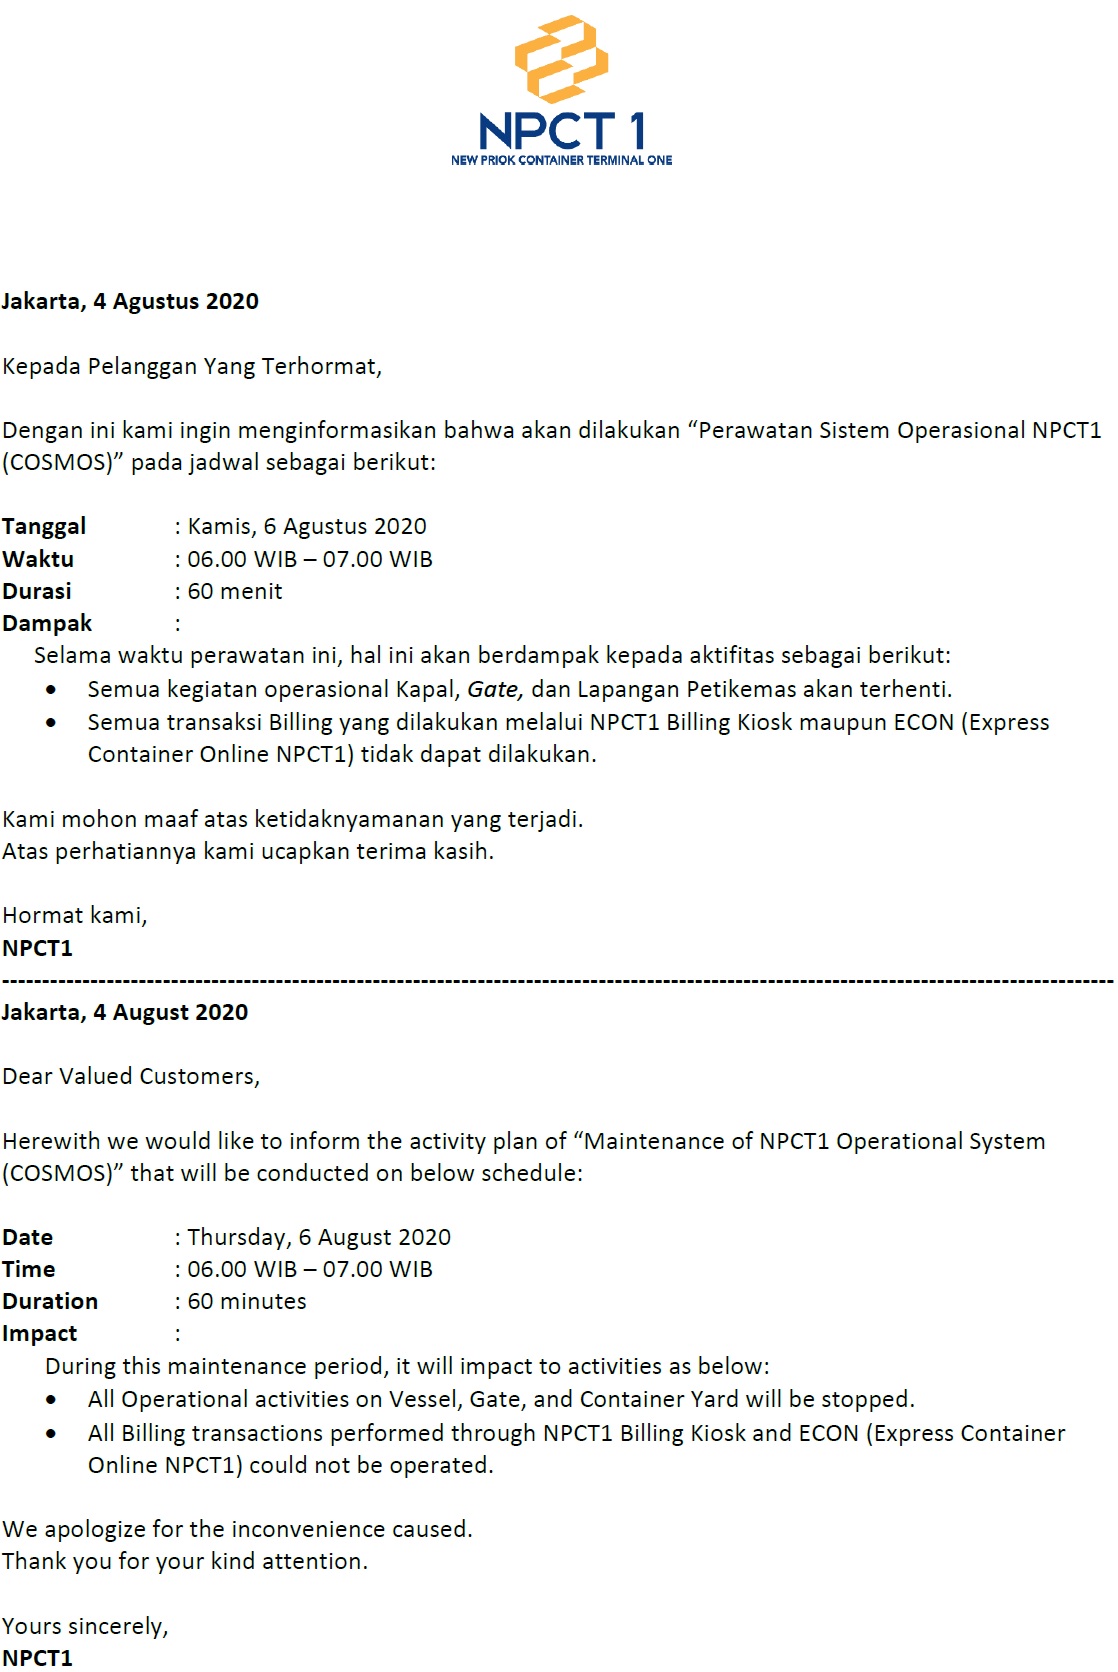 NPCT 1
NEW PRIOK CONTAINER TERMINAL ONE
Jakarta, 4 Agustus 2020
Kepada Pelanggan Yang Terhormat,
Dengan ini kami ingin menginformasikan bahwa akan dilakukan “Perawatan Sistem Operasional NPCT1
(COSMOS)” pada jadwal sebagai berikut:
Tanggal : Kamis, 6 Agustus 2020
Waktu : 06.00 WIB – 07.00 WIB
Durasi : 60 menit
Dampak :
Selama waktu perawatan ini, hal ini akan berdampak kepada aktifitas sebagai berikut:
• Semua kegiatan operasional Kapal, Gate, dan Lapangan Petikemas akan terhenti.
• Semua transaksi Billing yang dilakukan melalui NPCT1 Billing Kiosk maupun ECON (Express
Container Online NPCT1) tidak dapat dilakukan.
Kami mohon maaf atas ketidaknyamanan yang terjadi.
Atas perhatiannya kami ucapkan terima kasih.
Hormat kami,
NPCT1
Jakarta, 4 August 2020
Dear Valued Customers,
Herewith we would like to inform the activity plan of “Maintenance of NPCT1 Operational System
(COSMOS)” that will be conducted on below schedule:
Date : Thursday, 6 August 2020
Time : 06.00 WIB – 07.00 WIB
Duration : 60 minutes
Impact :
During this maintenance period, it will impact to activities as below:
• All Operational activities on Vessel, Gate, and Container Yard will be stopped.
• All Billing transactions performed through NPCT1 Billing Kiosk and ECON (Express Container
Online NPCT1) could not be operated.
We apologize for the inconvenience caused.
Thank you for your kind attention.
Yours sincerely,
NPCT1